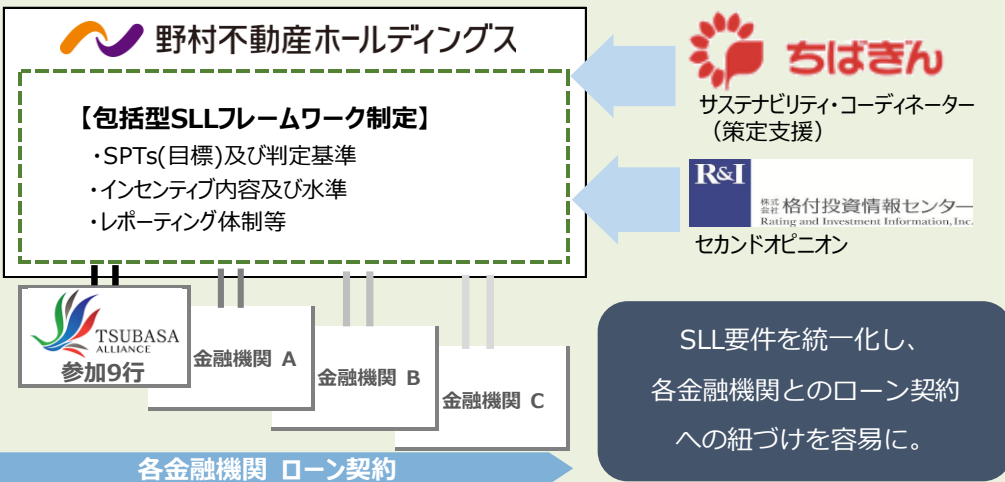 野村不動産ホールディングス
【包括型SLLフレームワーク制定】
・SPTs(目標)及び判定基準
・インセンティブ内容及び水準
・レポーティング体制等
ちばぎん
サステナビリティ・コーディネーター
（策定支援）
R&I
株式会社 格付投資情報センター
Rating and Investment Information, Inc.
セカンドオピニオン
TSUBASA
ALLIANCE
参加9行
金融機関 A
金融機関 B
金融機関 C
各金融機関 ローン契約
SLL要件を統一化し、
各金融機関とのローン契約
への紐づけを容易に。